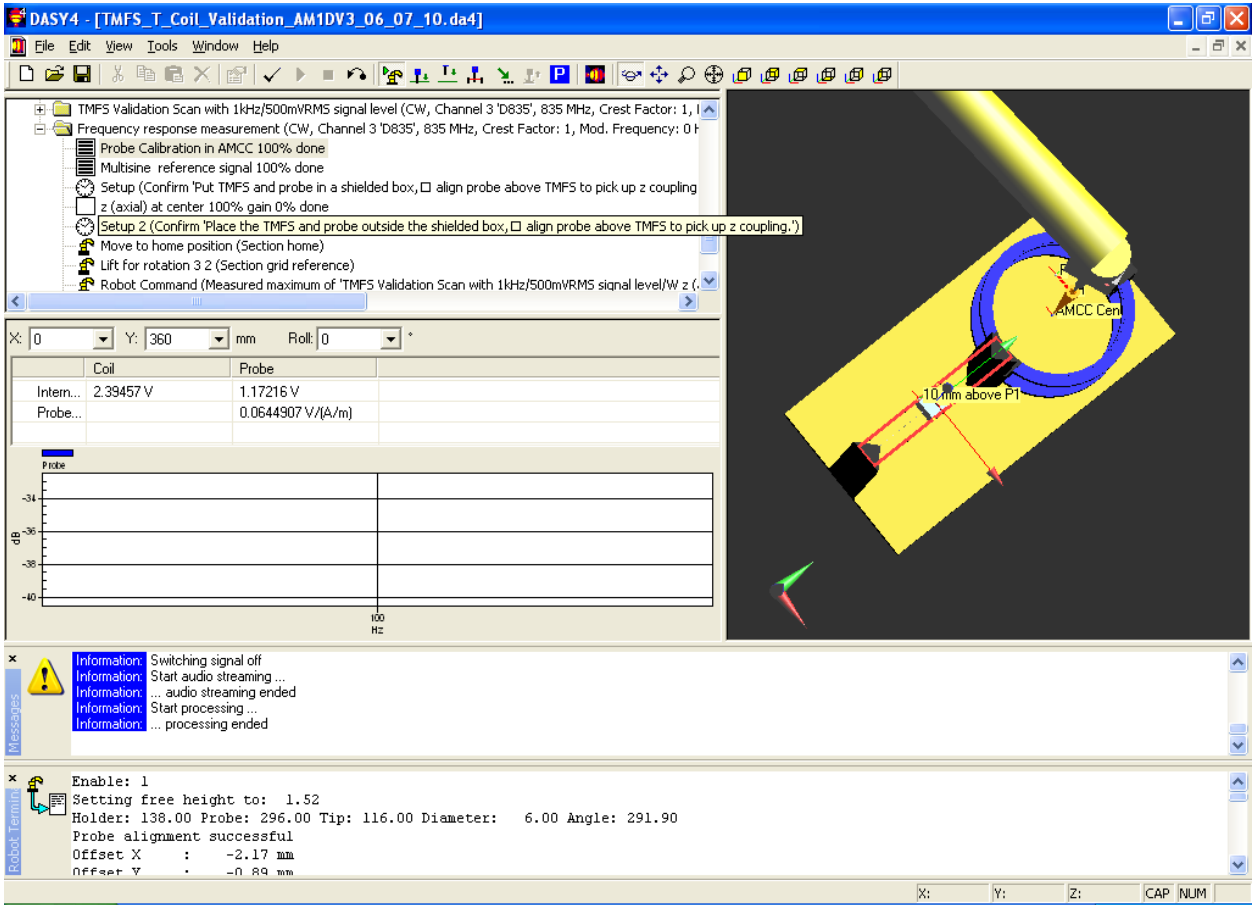 DASY4 - [TMFS_T_Coil_Validation_AM1DV3_06_07_10.da4]
File Edit View Tools Window Help
TMFS Validation Scan with 1kHz/500mVRMS signal level (CW, Channel 3 'D835', 835 MHz, Crest Factor: 1,
Frequency response measurement (CW, Channel 3 'D835', 835 MHz, Crest Factor: 1, Mod. Frequency: 0
Probe Calibration in AMCC 100% done
Multisine reference signal 100% done
Setup (Confirm 'Put TMFS and probe in a shielded box,□ align probe above TMFS to pick up z coupling
z (axial) at center 100% gain 0% done
Setup 2 (Confirm 'Place the TMFS and probe outside the shielded box,□ align probe above TMFS to pick up z coupling.')
Move to home position (Section home)
Lift for rotation 3 2 (Section grid reference)
Robot Command (Measured maximum of 'TMFS Validation Scan with 1kHz/500mVRMS signal level/W z (
X: 0 Y: 360 mm Roll: 0 °
Coil Probe
Intern... 2.39457 V 1.17216 V
Probe... 0.0644907 V/(A/m)
Probe
-34
-36
dB
-38
-40
100
Hz
AMCC Cen
10 mm above P1
Messages
Information: Switching signal off
Information: Start audio streaming ...
Information: ... audio streaming ended
Information: Start processing ...
Information: ... processing ended
Robot Termin
Enable: 1
Setting free height to: 1.52
Holder: 138.00 Probe: 296.00 Tip: 116.00 Diameter: 6.00 Angle: 291.90
Probe alignment successful
Offset X : -2.17 mm
Offset Y : -0.89 mm
X: Y: Z: CAP NUM